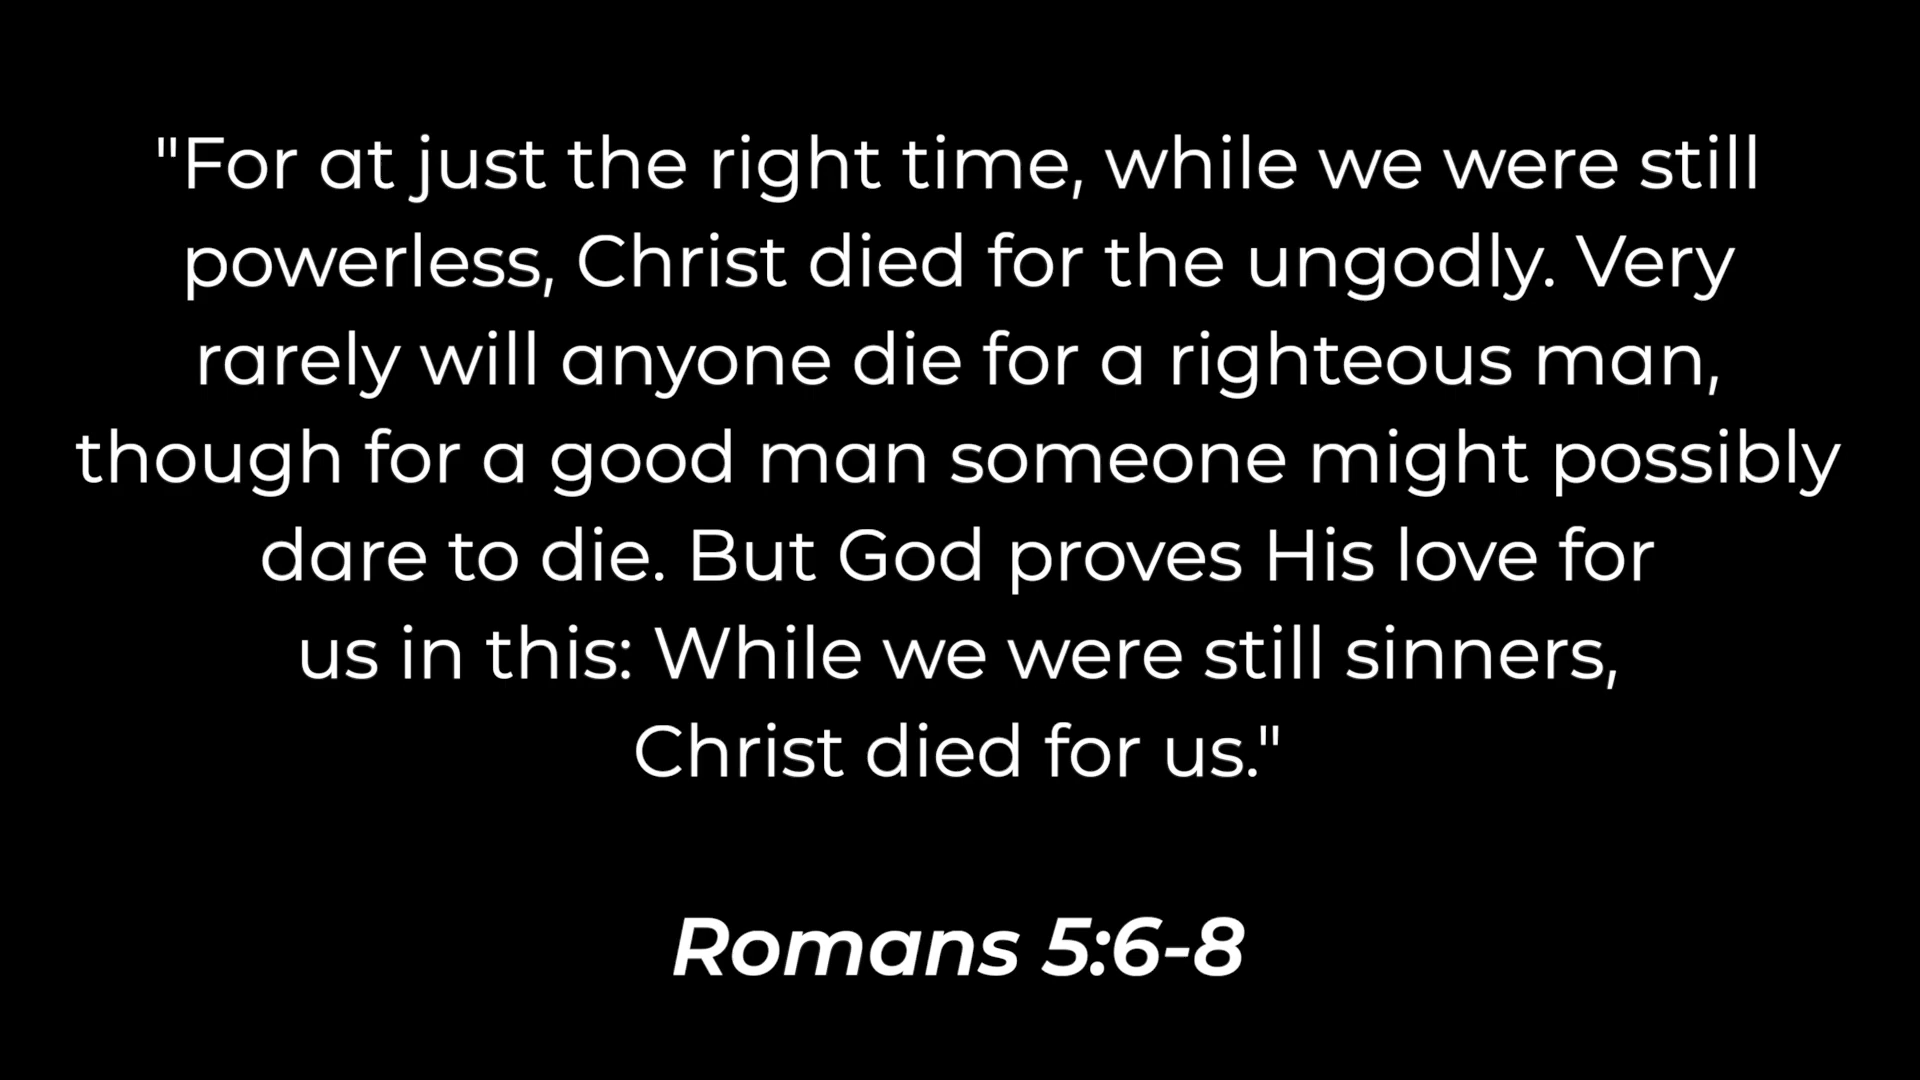 "For at just the right time, while we were still
powerless, Christ died for the ungodly. Very
rarely will anyone die for a righteous man,
though for a good man someone might possibly
dare to die. But God proves His love for
us in this: While we were still sinners,
Christ died for us."
Romans 5:6-8